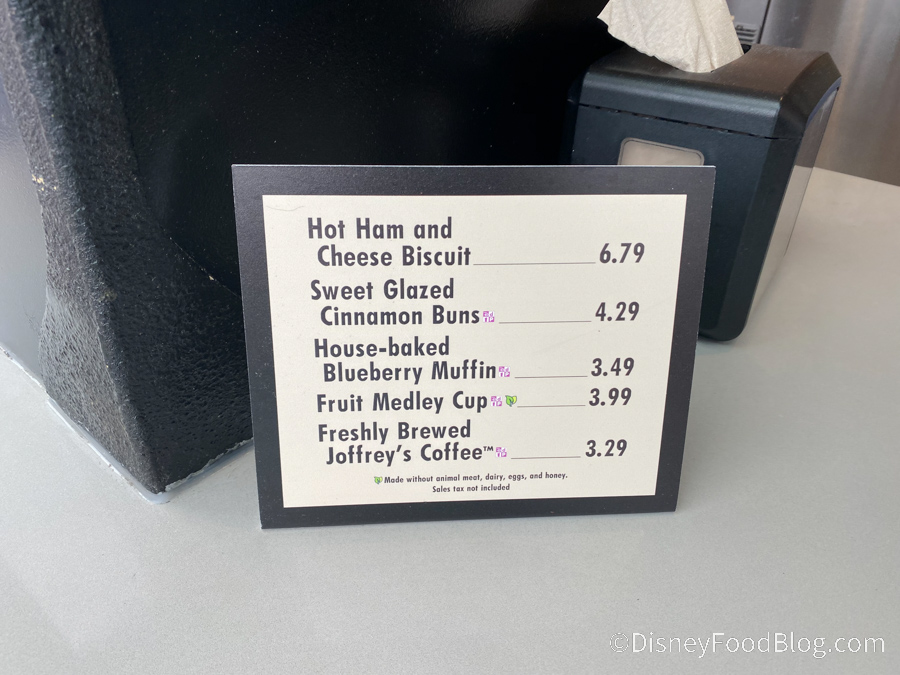 Hot Ham and
Cheese Biscuit 6.79
Sweet Glazed
Cinnamon Buns 4.29
House-baked
Blueberry Muffin 3.49
Fruit Medley Cup 3.99
Freshly Brewed
Joffrey's Coffee™ 3.29
Made without animal meat, dairy, eggs, and honey.
Sales tax not included
©DisneyFoodBlog.com